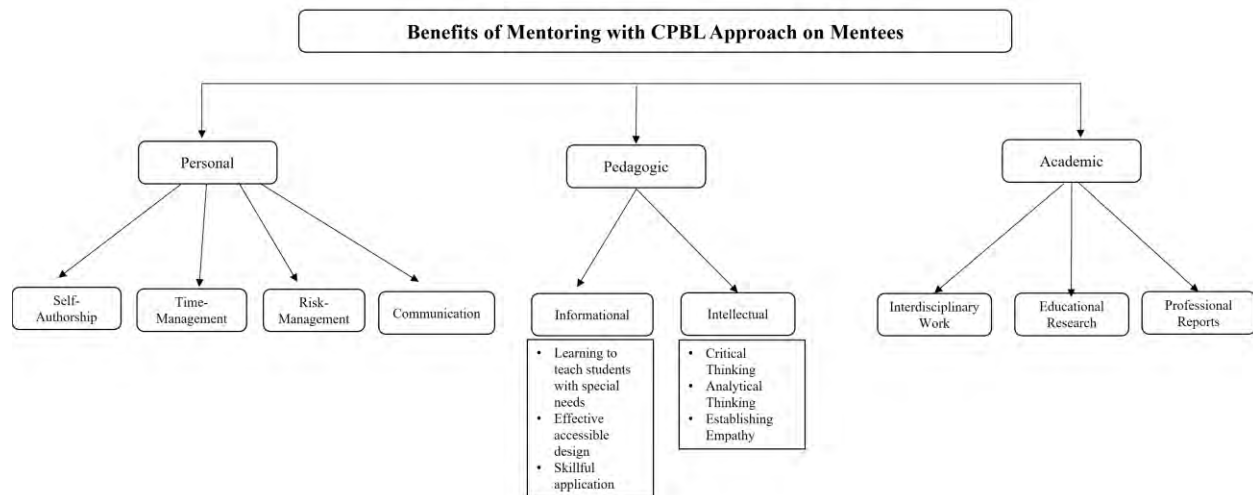 Benefits of Mentoring with CPBL Approach on Mentees
Personal
Pedagogic
Academic
Self-
Authorship
Time-
Management
Risk-
Management
Communication
Informational
Intellectual
Interdisciplinary
Work
Educational
Research
Professional
Reports
• Learning to
teach students
with special
needs
• Effective
accessible
design
• Skillful
application
• Critical
Thinking
• Analytical
Thinking
• Establishing
Empathy